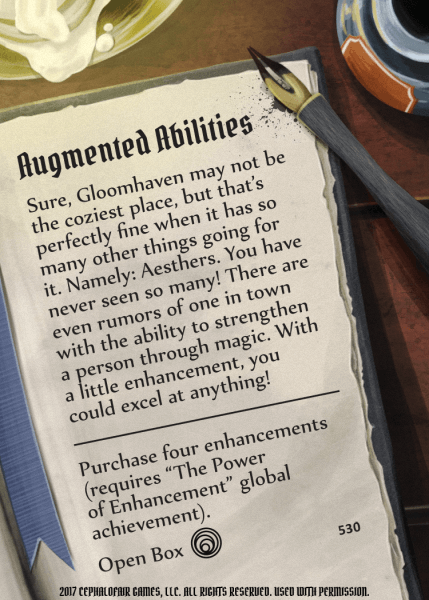 Augmented Abilities
Sure, Gloomhaven may not be
the coziest place, but that's
perfectly fine when it has so
many other things going for
it. Namely: Aesthers. You have
never seen so many! There are
even rumors of one in town
with the ability to strengthen
a person through magic. With
a little enhancement, you
could excel at anything!
Purchase four enhancements
(requires “The Power
of Enhancement” global
achievement).
Open Box
530
2017 CEPHALOFAIR GAMES, LLC. ALL RIGHTS RESERVED. USED WITH PERMISSION.